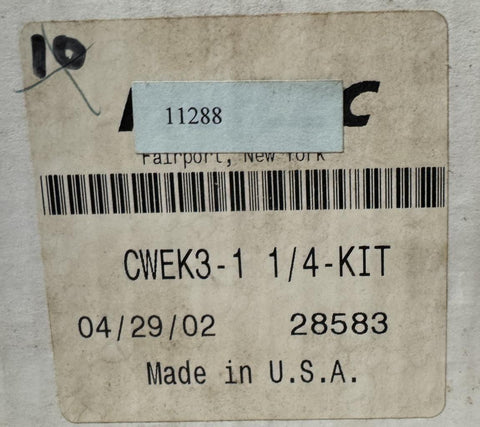 10
11288
Fairport, New York
CWEK3-1 1/4-KIT
04/29/02 28583
Made in U.S.A.